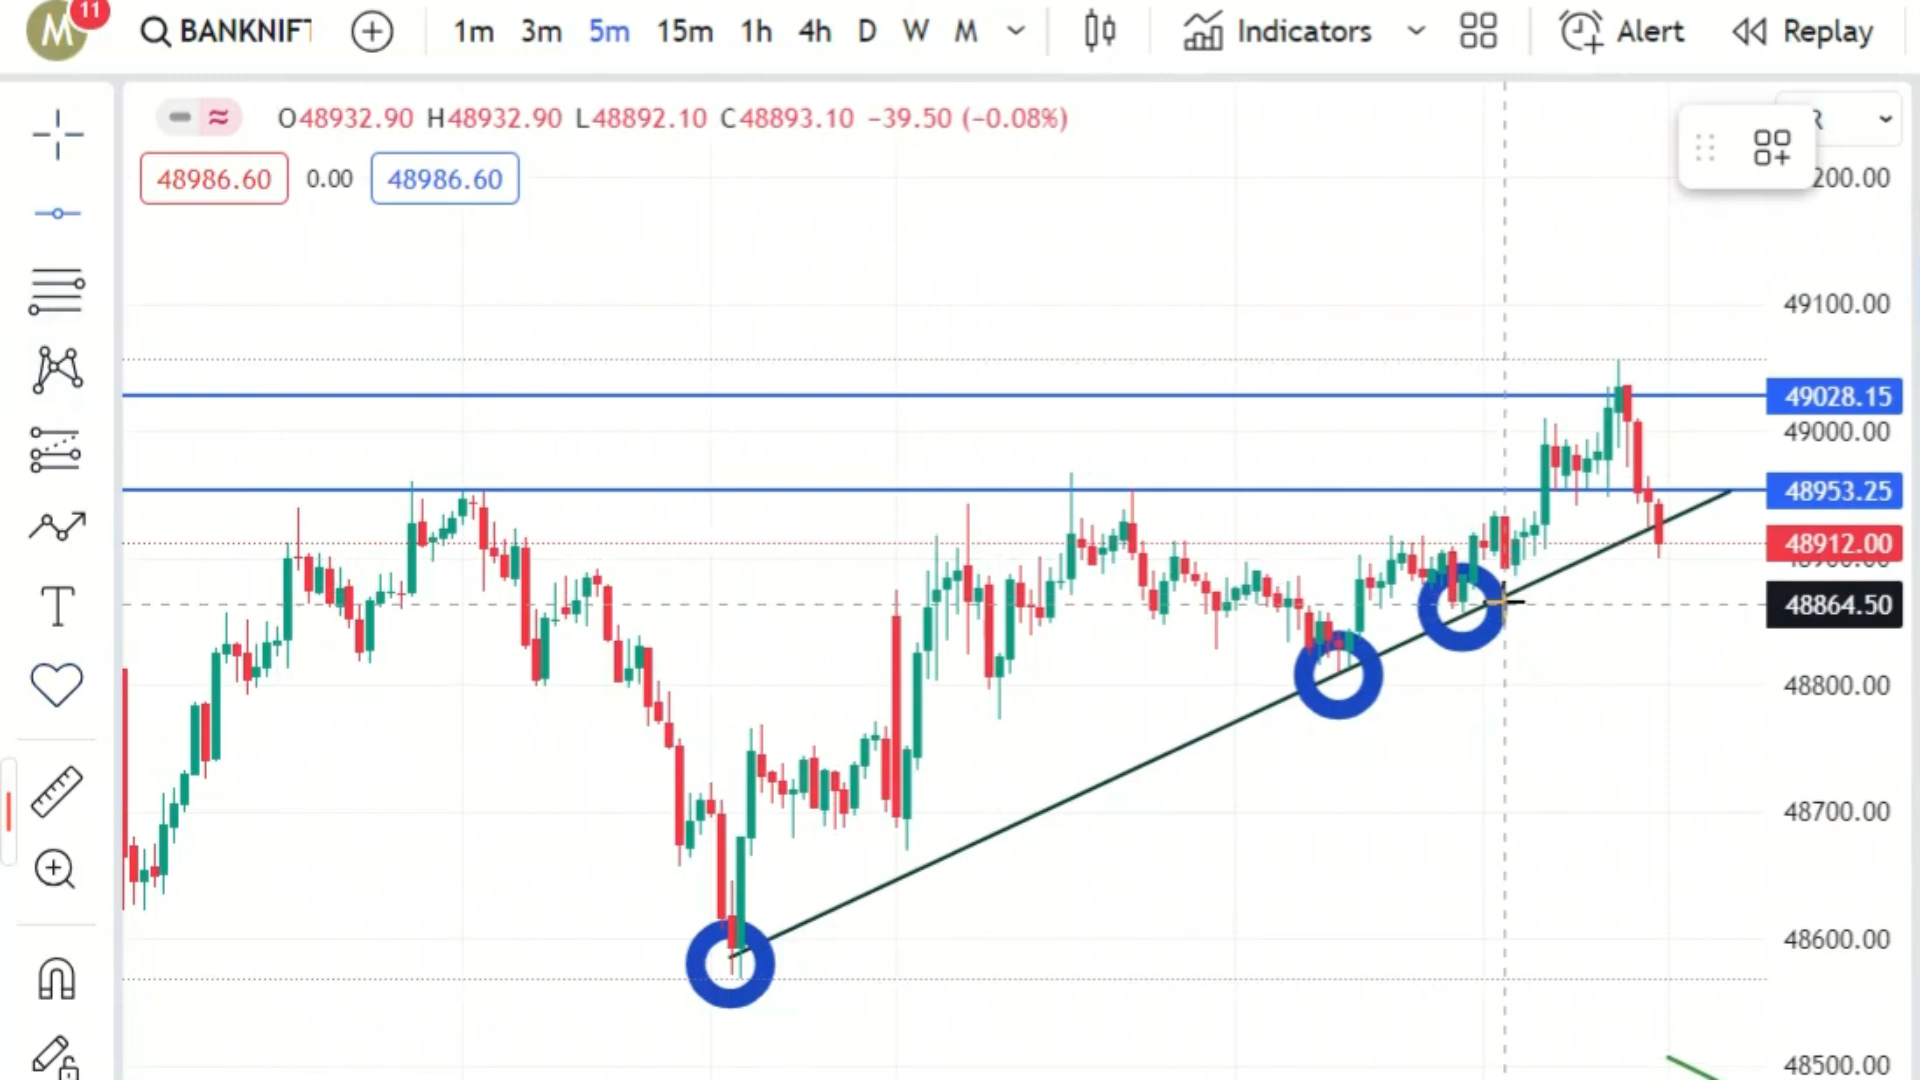 M 11 BANKNIFT 1m 3m 5m 15m 1h 4h D W M Indicators Alert Replay
O48932.90 H48932.90 L48892.10 C48893.10 −39.50 (−0.08%)
48986.60 0.00 48986.60
200.00
49100.00
49028.15
49000.00
48953.25
48912.00
48864.50
48800.00
48700.00
48600.00
48500.00
T